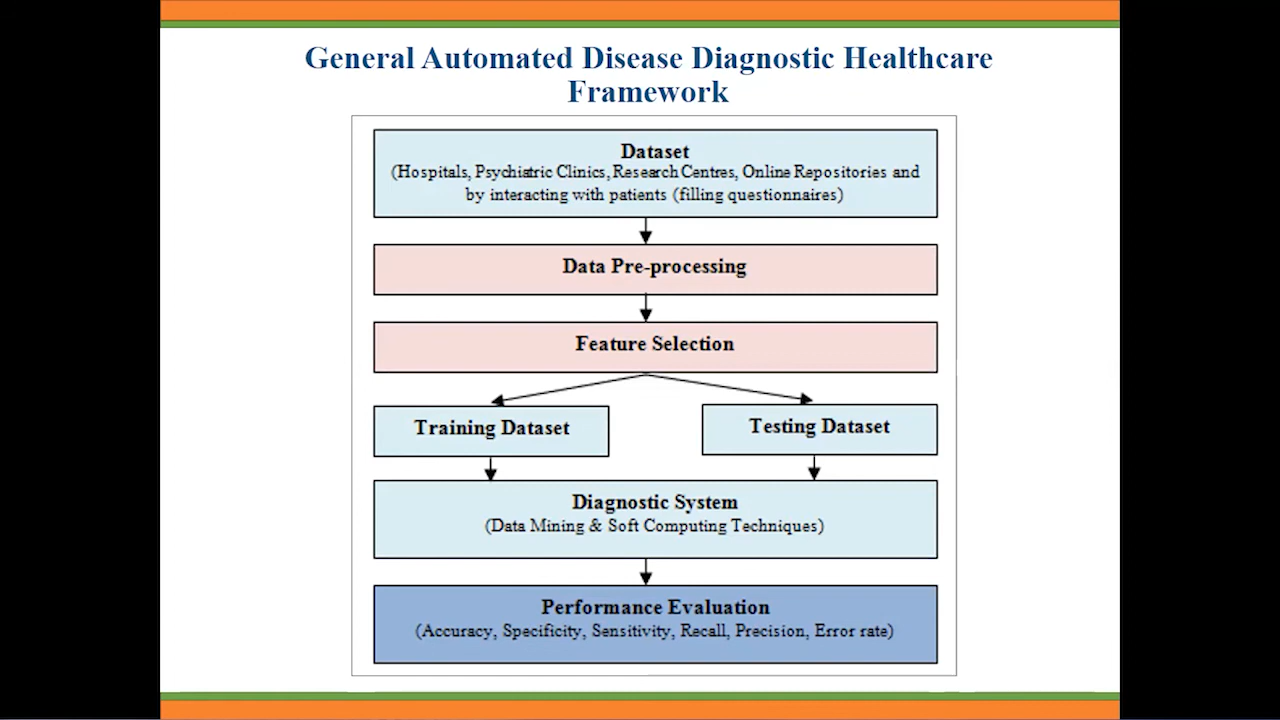 General Automated Disease Diagnostic Healthcare
Framework
Dataset
(Hospitals, Psychiatric Clinics, Research Centres, Online Repositories and
by interacting with patients (filling questionnaires)
Data Pre-processing
Feature Selection
Training Dataset
Testing Dataset
Diagnostic System
(Data Mining & Soft Computing Techniques)
Performance Evaluation
(Accuracy, Specificity, Sensitivity, Recall, Precision, Error rate)